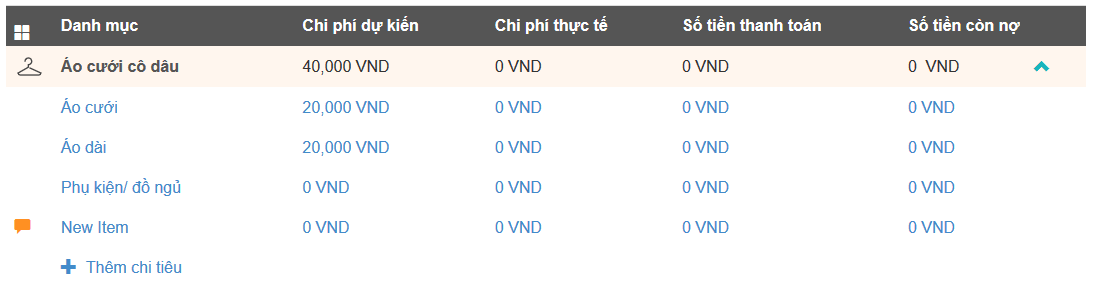 Danh mục Chi phí dự kiến Chi phí thực tế Số tiền thanh toán Số tiền còn nợ
Áo cưới cô dâu 40,000 VND 0 VND 0 VND 0 VND
Áo cưới 20,000 VND 0 VND 0 VND 0 VND
Áo dài 20,000 VND 0 VND 0 VND 0 VND
Phụ kiện/ đồ ngủ 0 VND 0 VND 0 VND 0 VND
New Item 0 VND 0 VND 0 VND 0 VND
Thêm chi tiêu